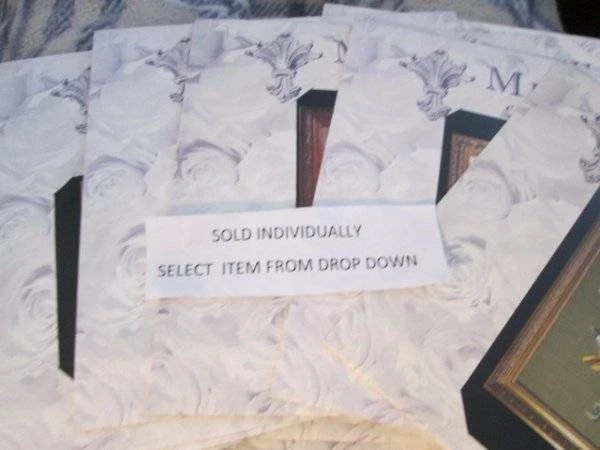 SOLD INDIVIDUALLY
SELECT ITEM FROM DROP DOWN